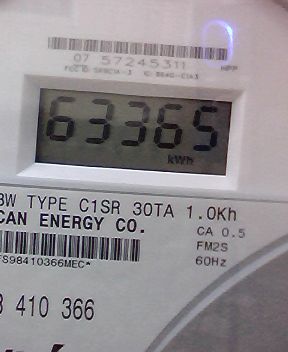 07 57245311
63365
kWh
3W TYPE C1SR 30TA 1.0Kh
CAN ENERGY CO.
CA 0.5
FM2S
60Hz
FS98410366MEC*
410 366